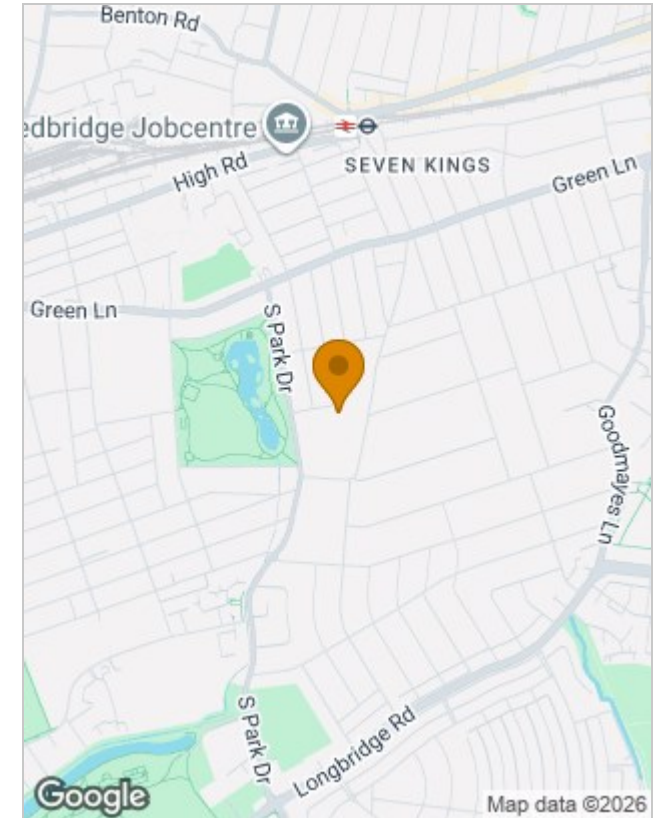 Benton Rd
edbridge Jobcentre
High Rd
SEVEN KINGS
Green Ln
Green Ln
S Park Dr
Goodmayes Ln
S Park Dr
Longbridge Rd
Google
Map data ©2026